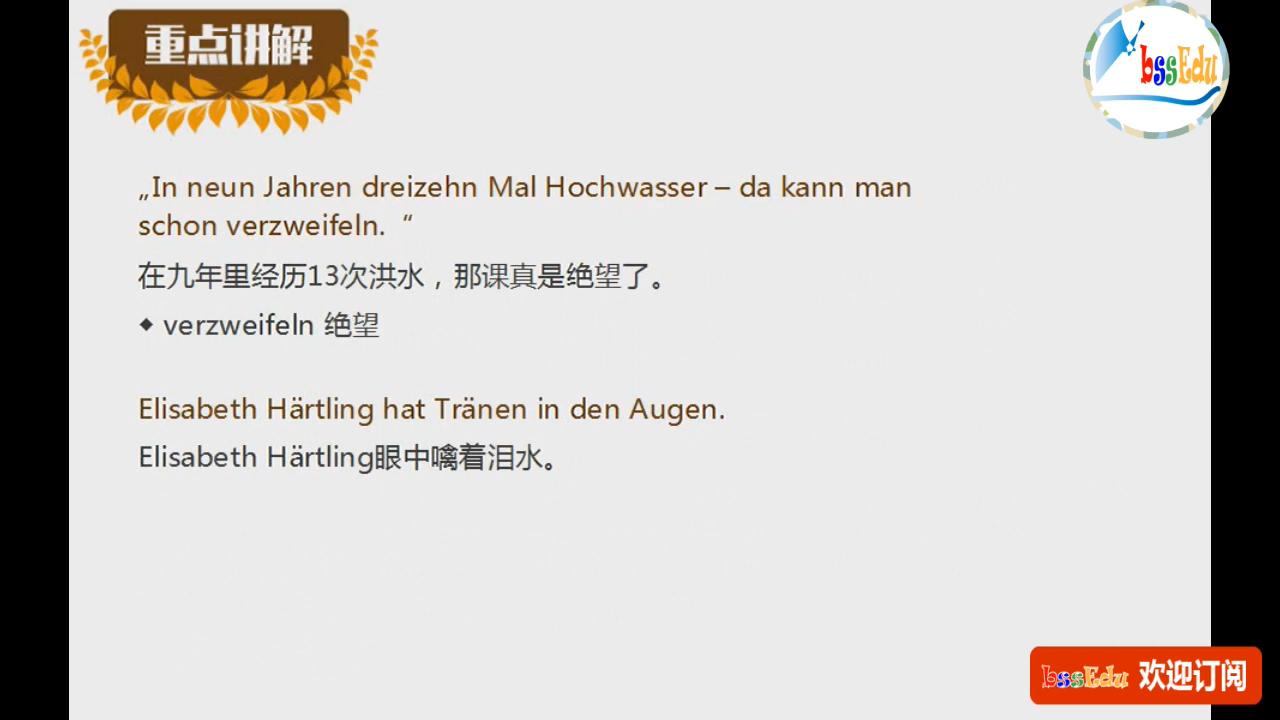 重点讲解
bssEdu
„In neun Jahren dreizehn Mal Hochwasser – da kann man
schon verzweifeln. “
在九年里经历13次洪水，那课真是绝望了。
◆ verzweifeln 绝望
Elisabeth Härtling hat Tränen in den Augen.
Elisabeth Härtling眼中噙着泪水。
bssEdu 欢迎订阅